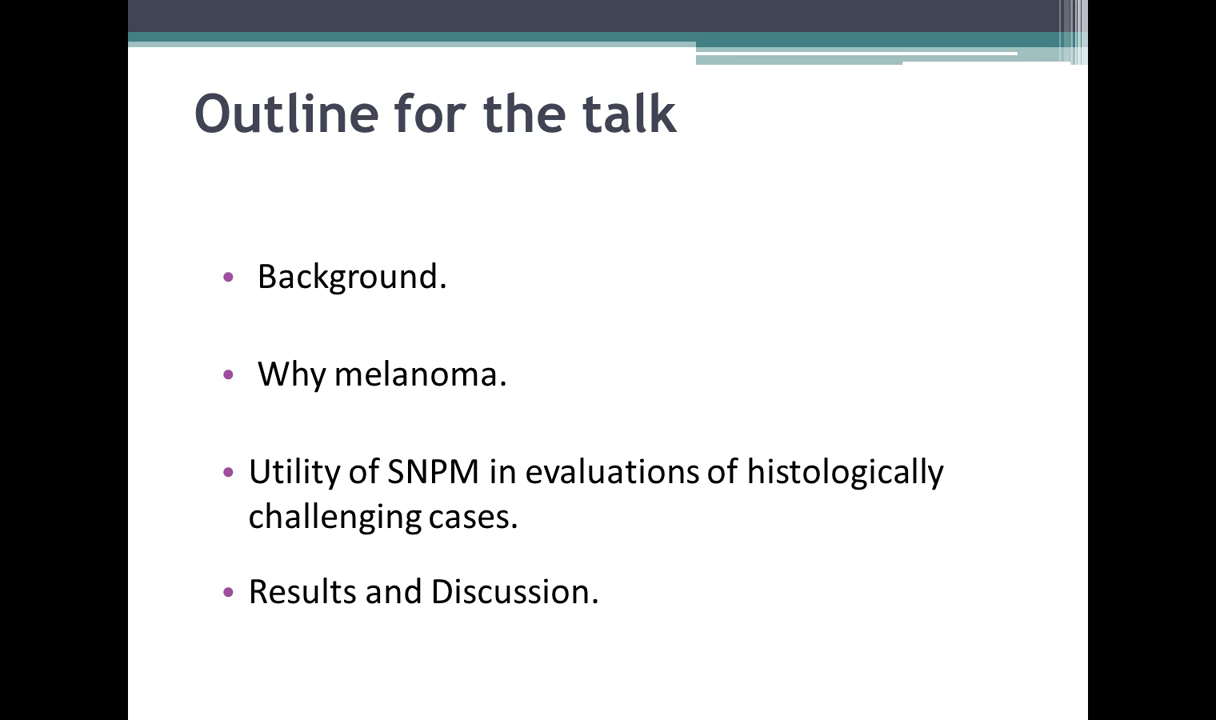 Outline for the talk
• Background.
• Why melanoma.
• Utility of SNPM in evaluations of histologically
challenging cases.
• Results and Discussion.